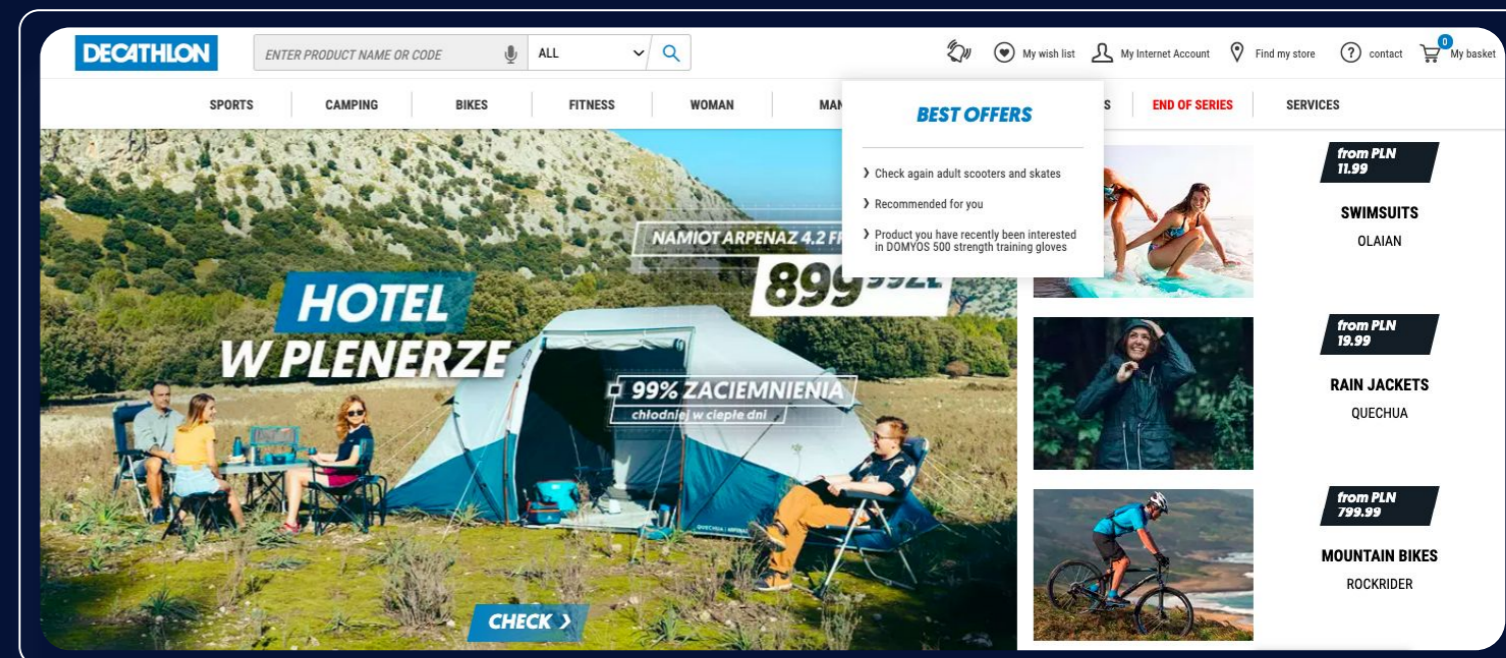 DECATHLON
ENTER PRODUCT NAME OR CODE
ALL
My wish list
My Internet Account
Find my store
? contact
0
My basket
SPORTS
CAMPING
BIKES
FITNESS
WOMAN
MAN
S
END OF SERIES
SERVICES
BEST OFFERS
Check again adult scooters and skates
Recommended for you
Product you have recently been interested
in DOMYOS 500 strength training gloves
NAMIOT ARPENAZ 4.2
899
HOTEL
W PLENERZE
99% ZACIEMNIENIA
chłodniej w ciepłe dni
CHECK >
from PLN
11.99
SWIMSUITS
OLAIAN
from PLN
19.99
RAIN JACKETS
QUECHUA
from PLN
799.99
MOUNTAIN BIKES
ROCKRIDER